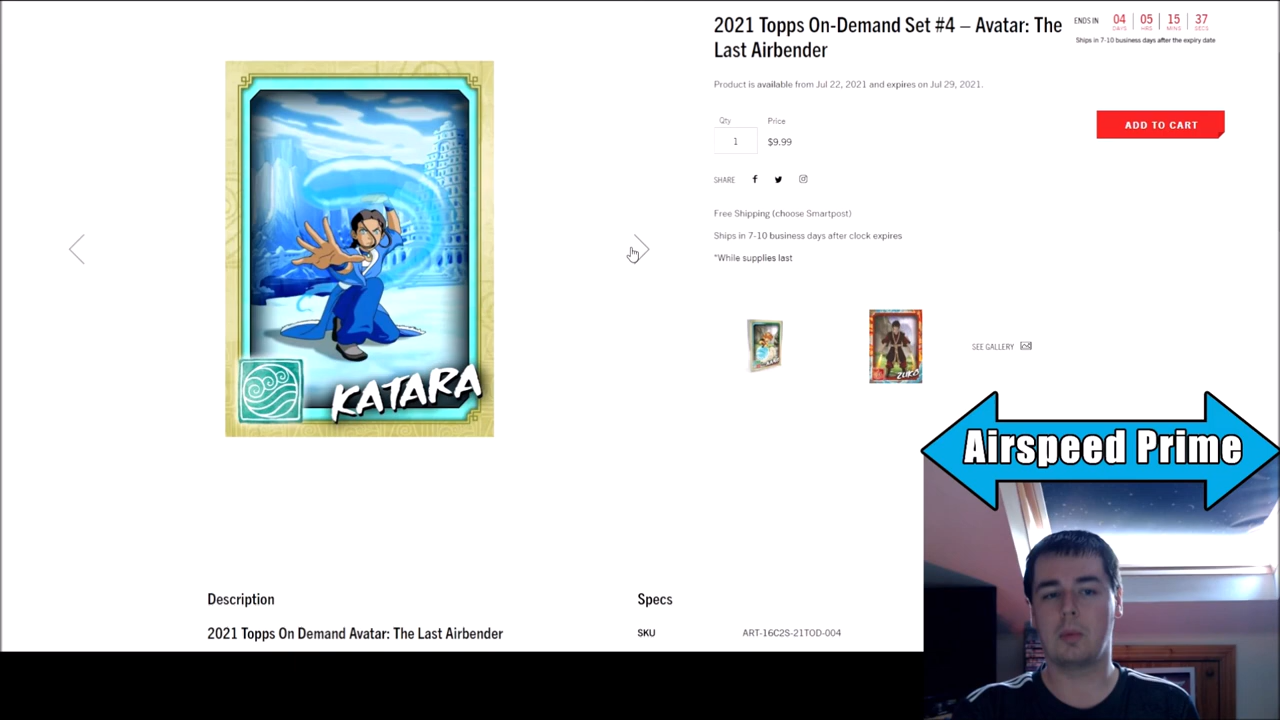 2021 Topps On-Demand Set #4 – Avatar: The
Last Airbender
ENDS IN 04 05 15 37
DAYS HRS MINS SECS
Ships in 7-10 business days after the expiry date
Product is available from Jul 22, 2021 and expires on Jul 29, 2021.
Qty Price
1 $9.99
ADD TO CART
SHARE
Free Shipping (choose Smartpost)
Ships in 7-10 business days after clock expires
*While supplies last
KATARA
ZUKO
SEE GALLERY
Airspeed Prime
Description
2021 Topps On Demand Avatar: The Last Airbender
Specs
SKU ART-16C2S-21TOD-004